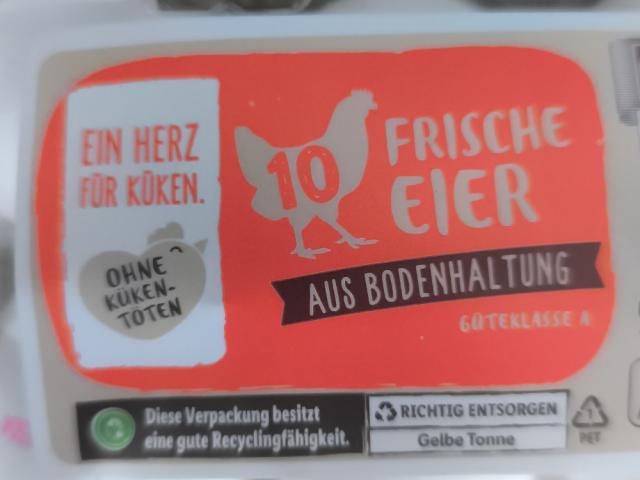 EIN HERZ
FÜR KÜKEN.
OHNE
KÜKEN-
TÖTEN
10
FRISCHE
EIER
AUS BODENHALTUNG
GÜTEKLASSE A
Diese Verpackung besitzt
eine gute Recyclingfähigkeit.
RICHTIG ENTSORGEN
Gelbe Tonne
1
PET